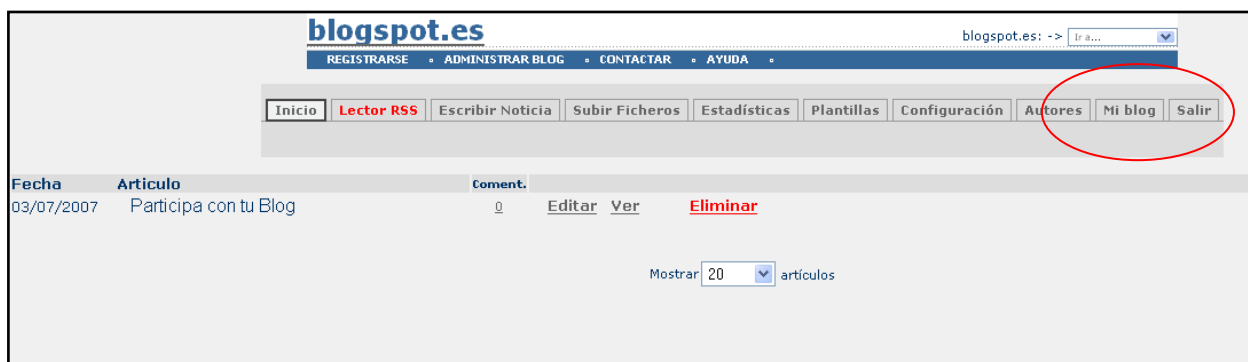 blogspot.es
blogspot.es: -> Ir a...
REGISTRARSE ▫ ADMINISTRAR BLOG ▫ CONTACTAR ▫ AYUDA ▫
Inicio Lector RSS Escribir Noticia Subir Ficheros Estadísticas Plantillas Configuración Autores Mi blog Salir
Fecha Articulo Coment.
03/07/2007 Participa con tu Blog 0 Editar Ver Eliminar
Mostrar 20 artículos